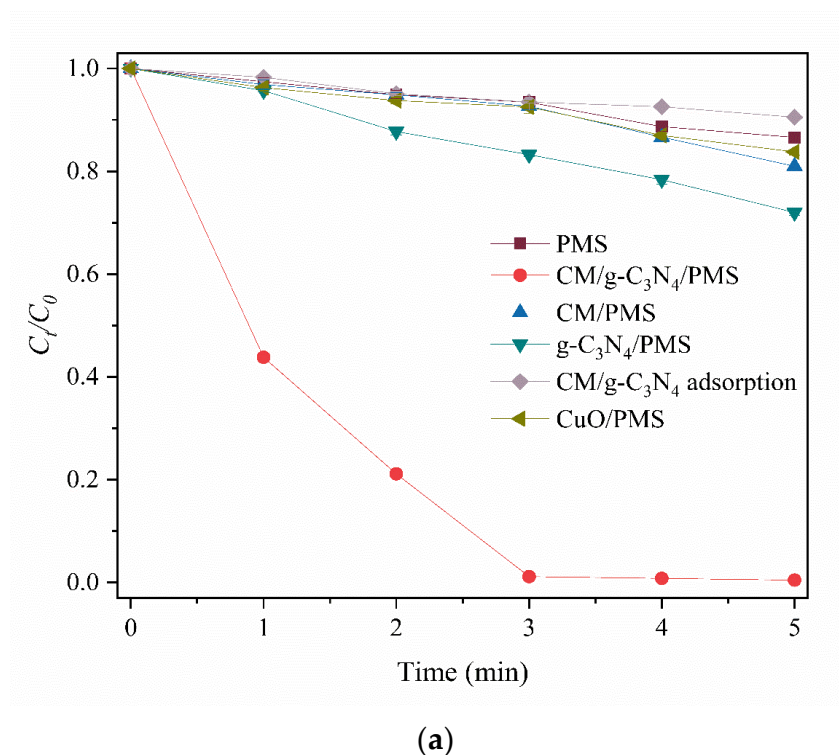 1.0
0.8
0.6
0.4
0.2
0.0
Cₜ/C₀
PMS
CM/g-C₃N₄/PMS
CM/PMS
g-C₃N₄/PMS
CM/g-C₃N₄ adsorption
CuO/PMS
0 1 2 3 4 5
Time (min)
(a)